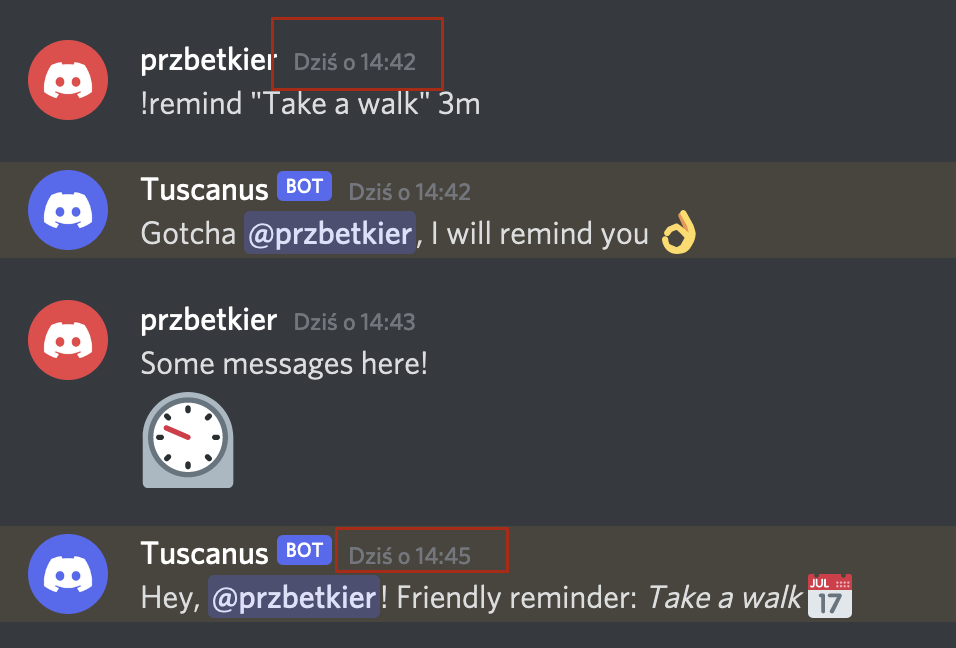 przbetkier Dziś o 14:42
!remind "Take a walk" 3m
Tuscanus BOT Dziś o 14:42
Gotcha @przbetkier, I will remind you 👌
przbetkier Dziś o 14:43
Some messages here!
Tuscanus BOT Dziś o 14:45
Hey, @przbetkier! Friendly reminder: Take a walk JUL 17